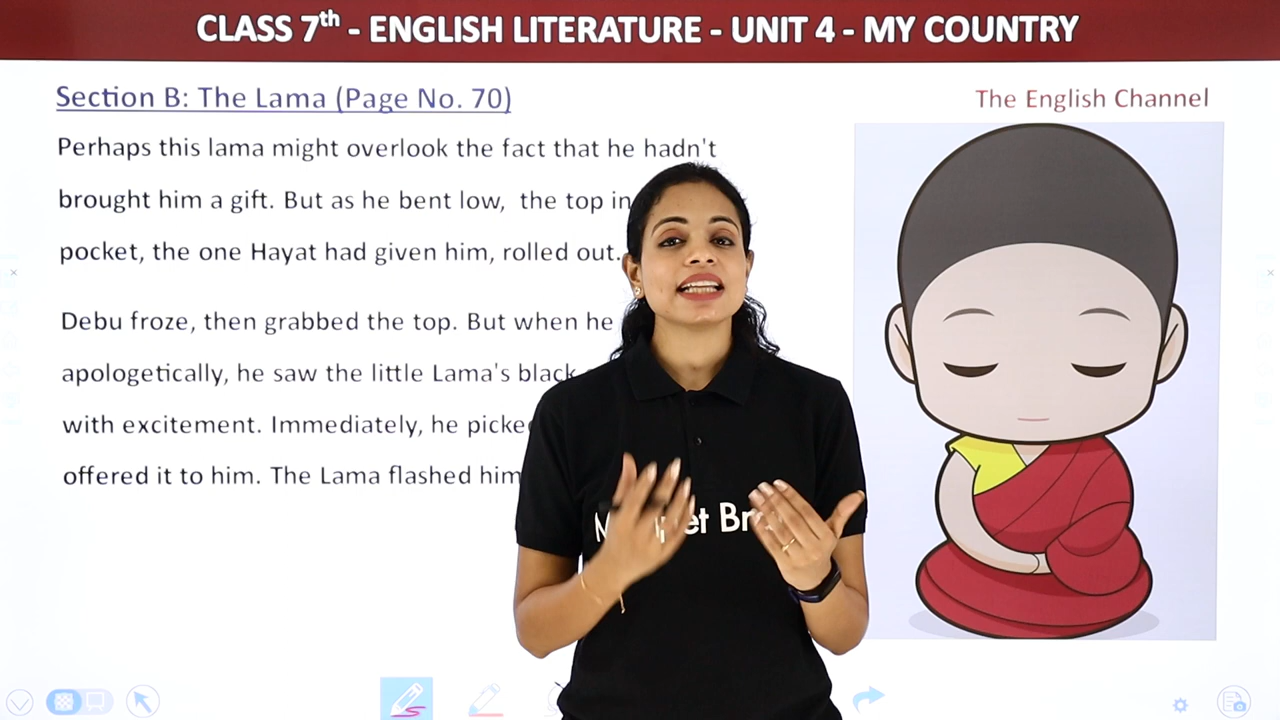 CLASS 7th - ENGLISH LITERATURE - UNIT 4 - MY COUNTRY
Section B: The Lama (Page No. 70)
The English Channel
Perhaps this lama might overlook the fact that he hadn't
brought him a gift. But as he bent low, the top in
pocket, the one Hayat had given him, rolled out.
Debu froze, then grabbed the top. But when he
apologetically, he saw the little Lama's black
with excitement. Immediately, he
offered it to him. The Lama flashed him